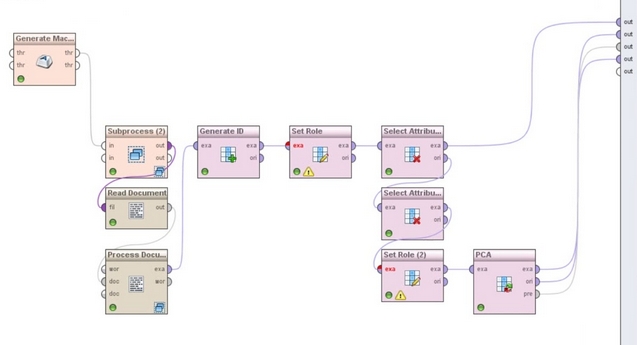 Generate Mac...
thr thr
thr thr
Subprocess (2)
in out
in out
Generate ID
exa exa
ori
Set Role
exa exa
ori
Select Attribu...
exa exa
ori
Read Document
fil out
Select Attribu...
exa exa
ori
Process Docu...
wor exa
doc wor
doc
Set Role (2)
exa exa
ori
PCA
exa exa
ori
pre
out
out
out
out
out